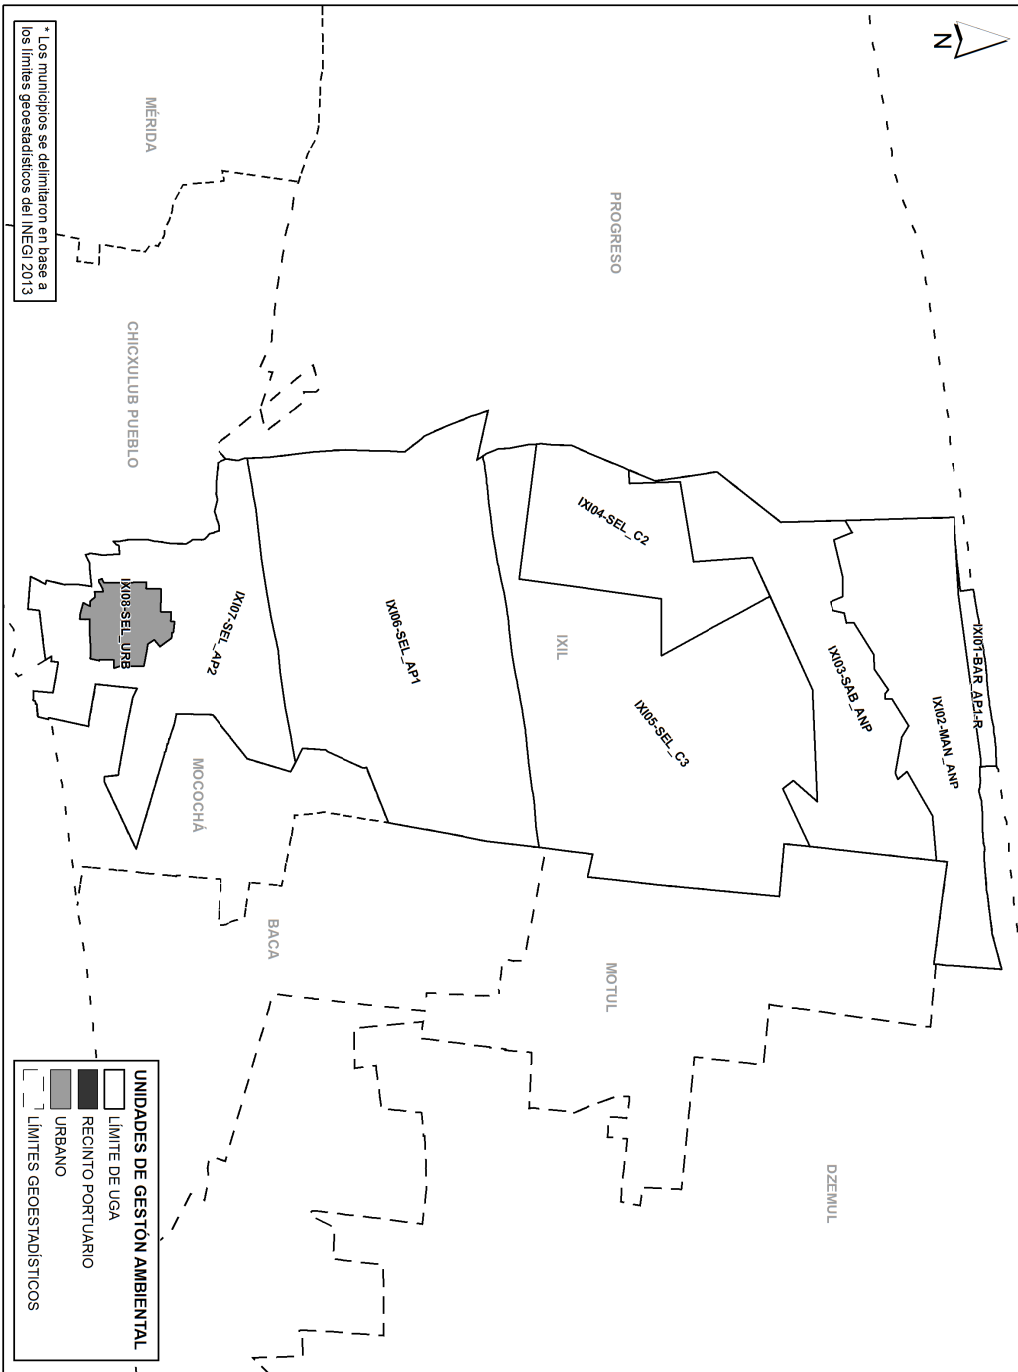 N
* Los municipios se delimitaron en base a
los límites geoestadísticos del INEGI 2013
MÉRIDA
PROGRESO
CHICXULUB PUEBLO
IXI01-BAR_AP1-R
IXI02-MAN_ANP
IXI03-SAB_ANP
IXI04-SEL_C2
IXI05-SEL_C3
IXIL
IXI06-SEL_AP1
IXI07-SEL_AP2
IXI08-SEL_URB
MOCOCHÁ
BACA
MOTUL
DZEMUL
UNIDADES DE GESTÓN AMBIENTAL
LÍMITE DE UGA
RECINTO PORTUARIO
URBANO
LÍMITES GEOESTADÍSTICOS